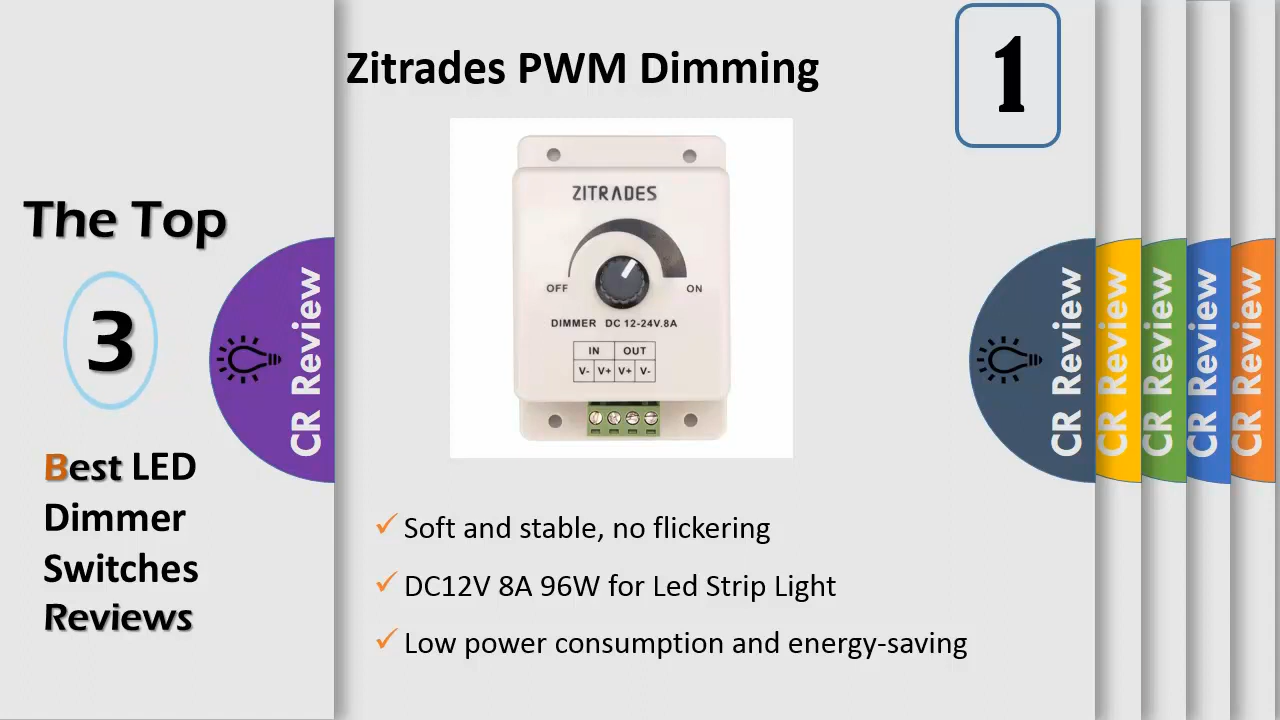 The Top
3
Best LED
Dimmer
Switches
Reviews
CR Review
Zitrades PWM Dimming
1
ZITRADES
OFF
ON
DIMMER DC 12-24V.8A
IN OUT
V- V+ V+ V-
Soft and stable, no flickering
DC12V 8A 96W for Led Strip Light
Low power consumption and energy-saving
CR Review
CR Review
CR Review
CR Review
CR Review